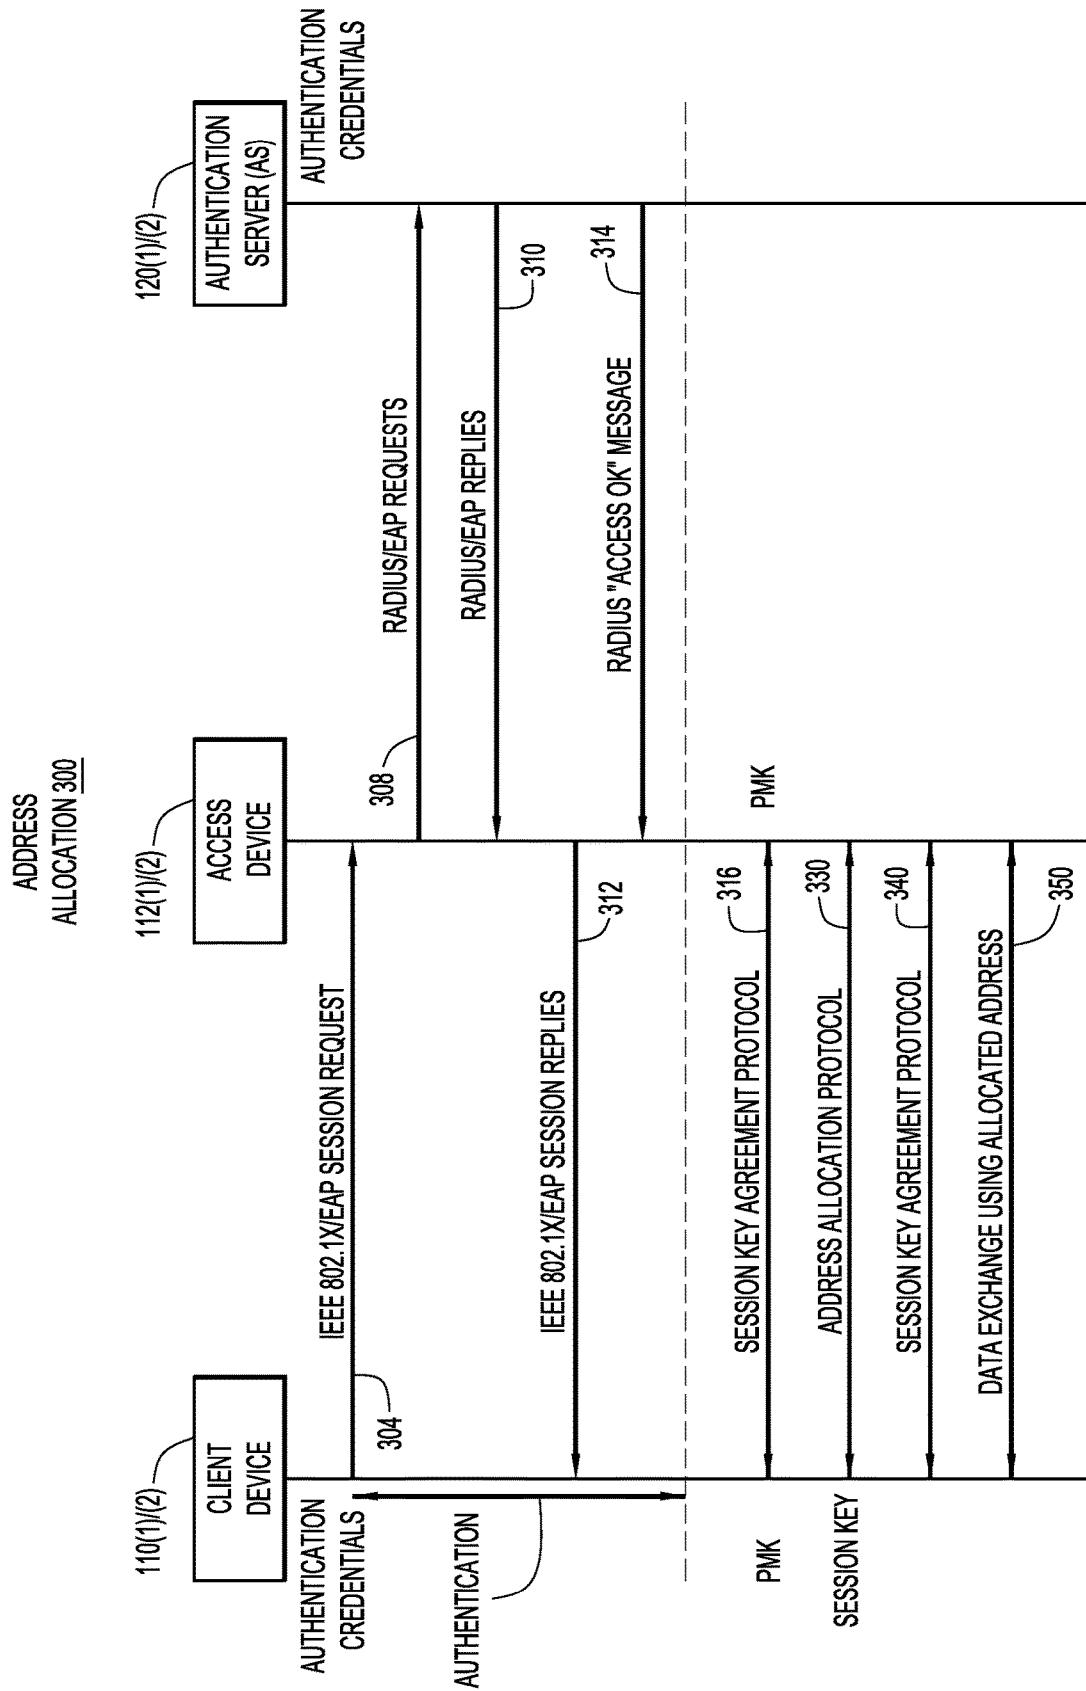 ADDRESS
ALLOCATION 300
110(1)/(2)
112(1)/(2)
120(1)/(2)
CLIENT
DEVICE
ACCESS
DEVICE
AUTHENTICATION
SERVER (AS)
AUTHENTICATION
CREDENTIALS
AUTHENTICATION
CREDENTIALS
IEEE 802.1X/EAP SESSION REQUEST
304
308
RADIUS/EAP REQUESTS
AUTHENTICATION
RADIUS/EAP REPLIES
310
IEEE 802.1X/EAP SESSION REPLIES
312
RADIUS "ACCESS OK" MESSAGE
314
PMK
SESSION KEY AGREEMENT PROTOCOL
316
PMK
SESSION KEY
ADDRESS ALLOCATION PROTOCOL
330
SESSION KEY AGREEMENT PROTOCOL
340
DATA EXCHANGE USING ALLOCATED ADDRESS
350